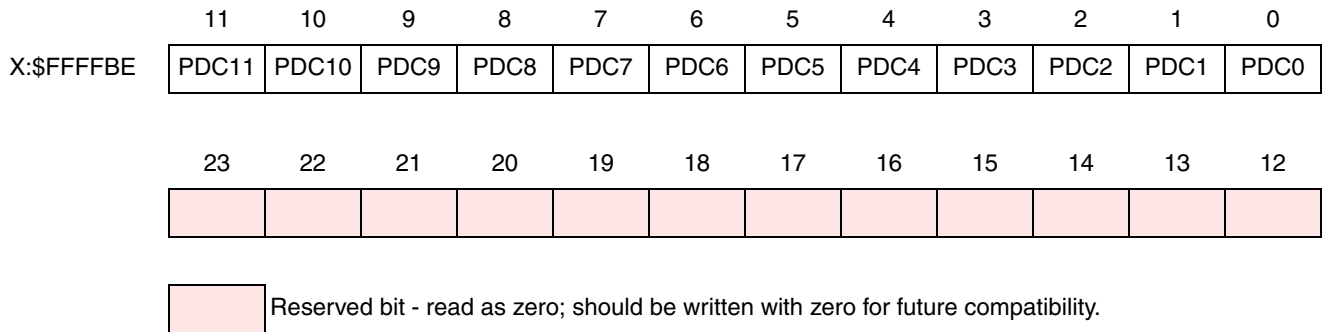 11 10 9 8 7 6 5 4 3 2 1 0
X:$FFFFBE PDC11 PDC10 PDC9 PDC8 PDC7 PDC6 PDC5 PDC4 PDC3 PDC2 PDC1 PDC0
23 22 21 20 19 18 17 16 15 14 13 12
Reserved bit - read as zero; should be written with zero for future compatibility.